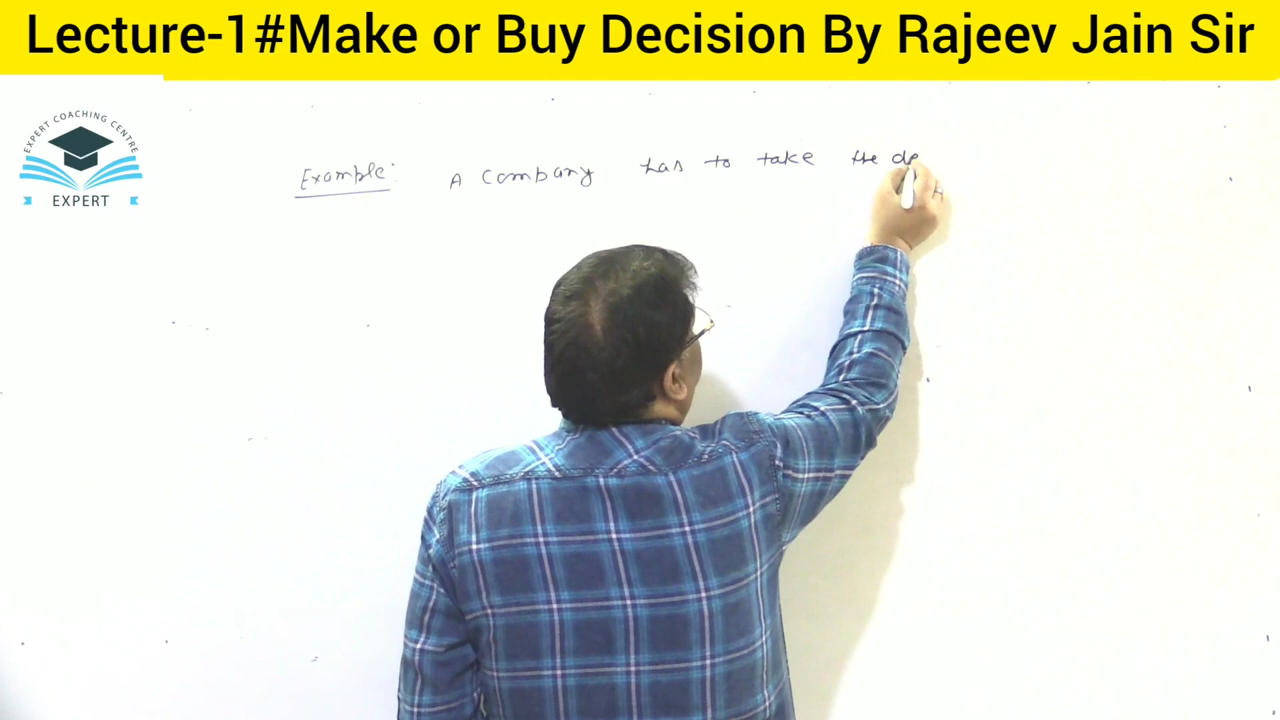 Lecture-1#Make or Buy Decision By Rajeev Jain Sir
EXPERT COACHING CENTRE
EXPERT
Example: A Company has to take the de